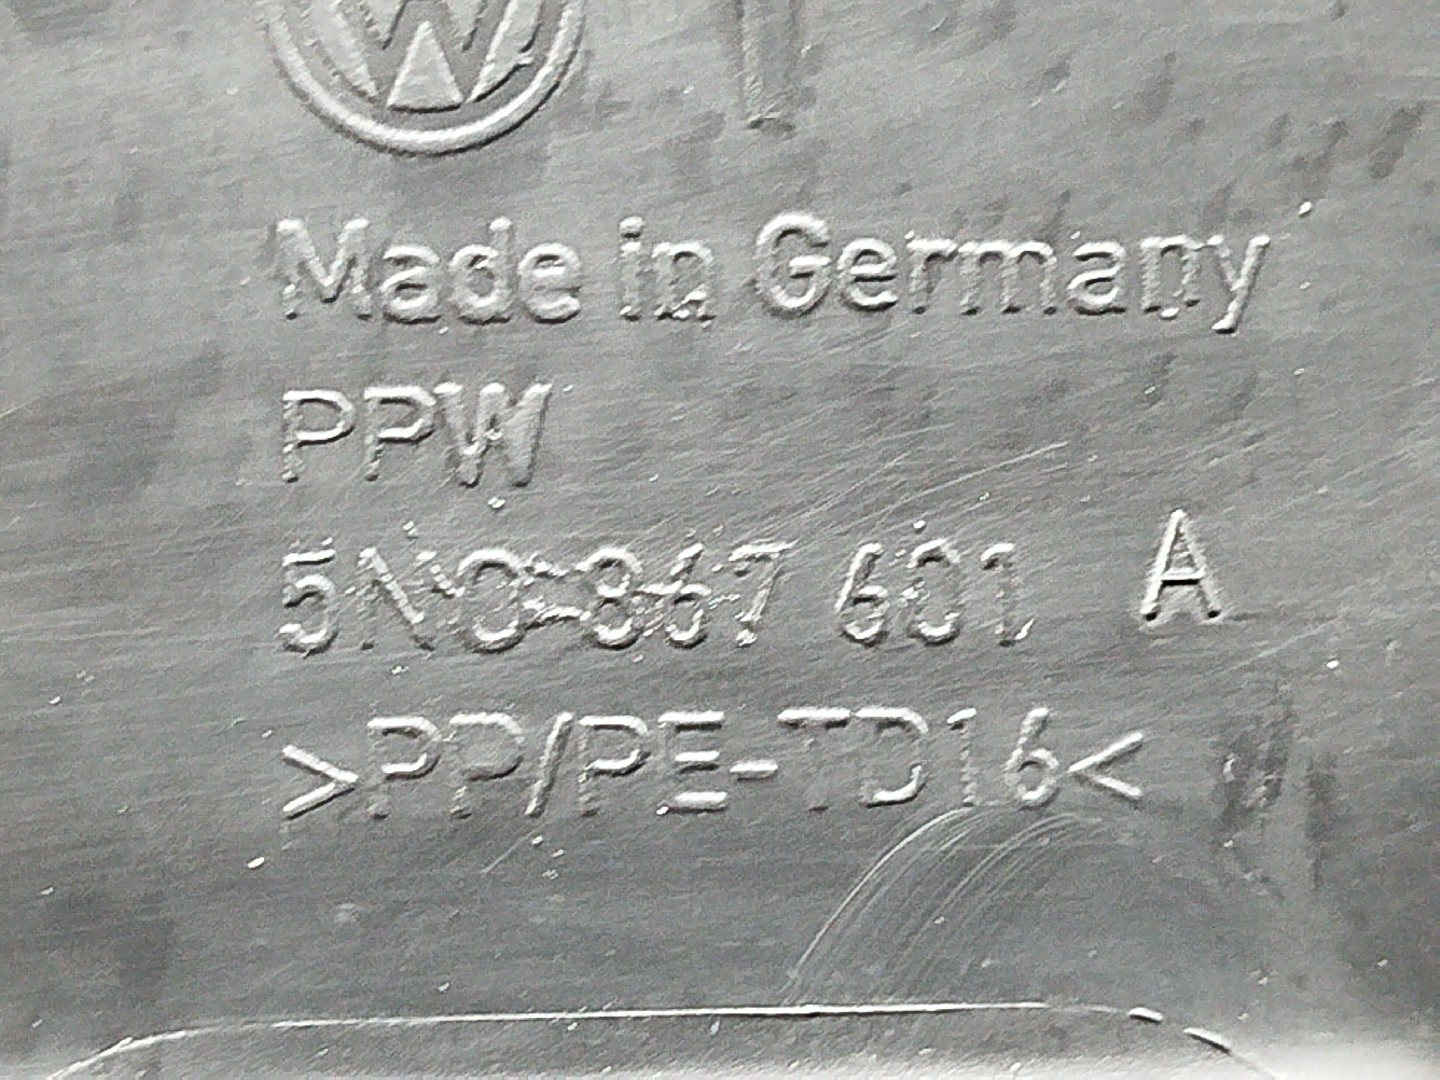 Made in Germany
PPW
5N0 867 601 A
>PP/PE-TD16<